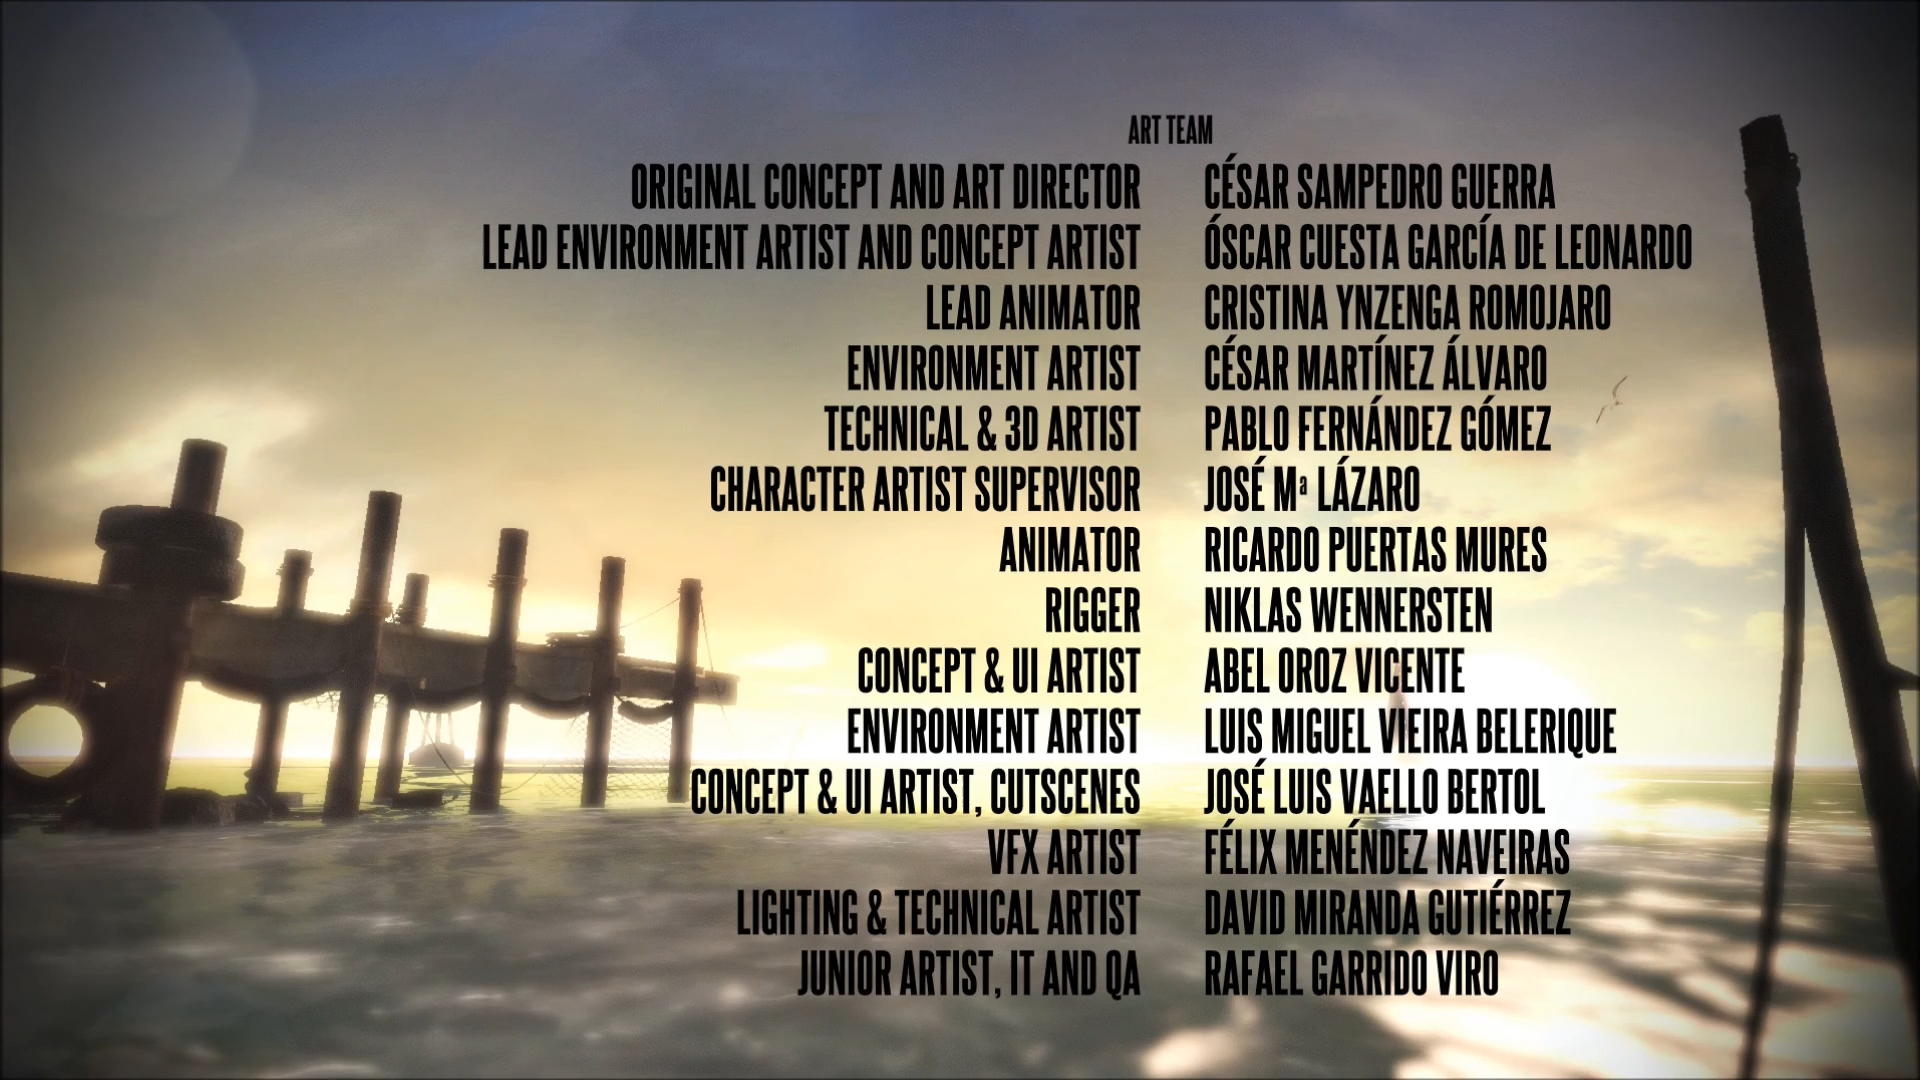 ART TEAM
ORIGINAL CONCEPT AND ART DIRECTOR CÉSAR SAMPEDRO GUERRA
LEAD ENVIRONMENT ARTIST AND CONCEPT ARTIST ÓSCAR CUESTA GARCÍA DE LEONARDO
LEAD ANIMATOR CRISTINA YNZENGA ROMOJARO
ENVIRONMENT ARTIST CÉSAR MARTÍNEZ ÁLVARO
TECHNICAL & 3D ARTIST PABLO FERNÁNDEZ GÓMEZ
CHARACTER ARTIST SUPERVISOR JOSÉ Mª LÁZARO
ANIMATOR RICARDO PUERTAS MURES
RIGGER NIKLAS WENNERSTEN
CONCEPT & UI ARTIST ABEL OROZ VICENTE
ENVIRONMENT ARTIST LUIS MIGUEL VIEIRA BELERIQUE
CONCEPT & UI ARTIST, CUTSCENES JOSÉ LUIS VAELLO BERTOL
VFX ARTIST FÉLIX MENÉNDEZ NAVEIRAS
LIGHTING & TECHNICAL ARTIST DAVID MIRANDA GUTIÉRREZ
JUNIOR ARTIST, IT AND QA RAFAEL GARRIDO VIRO